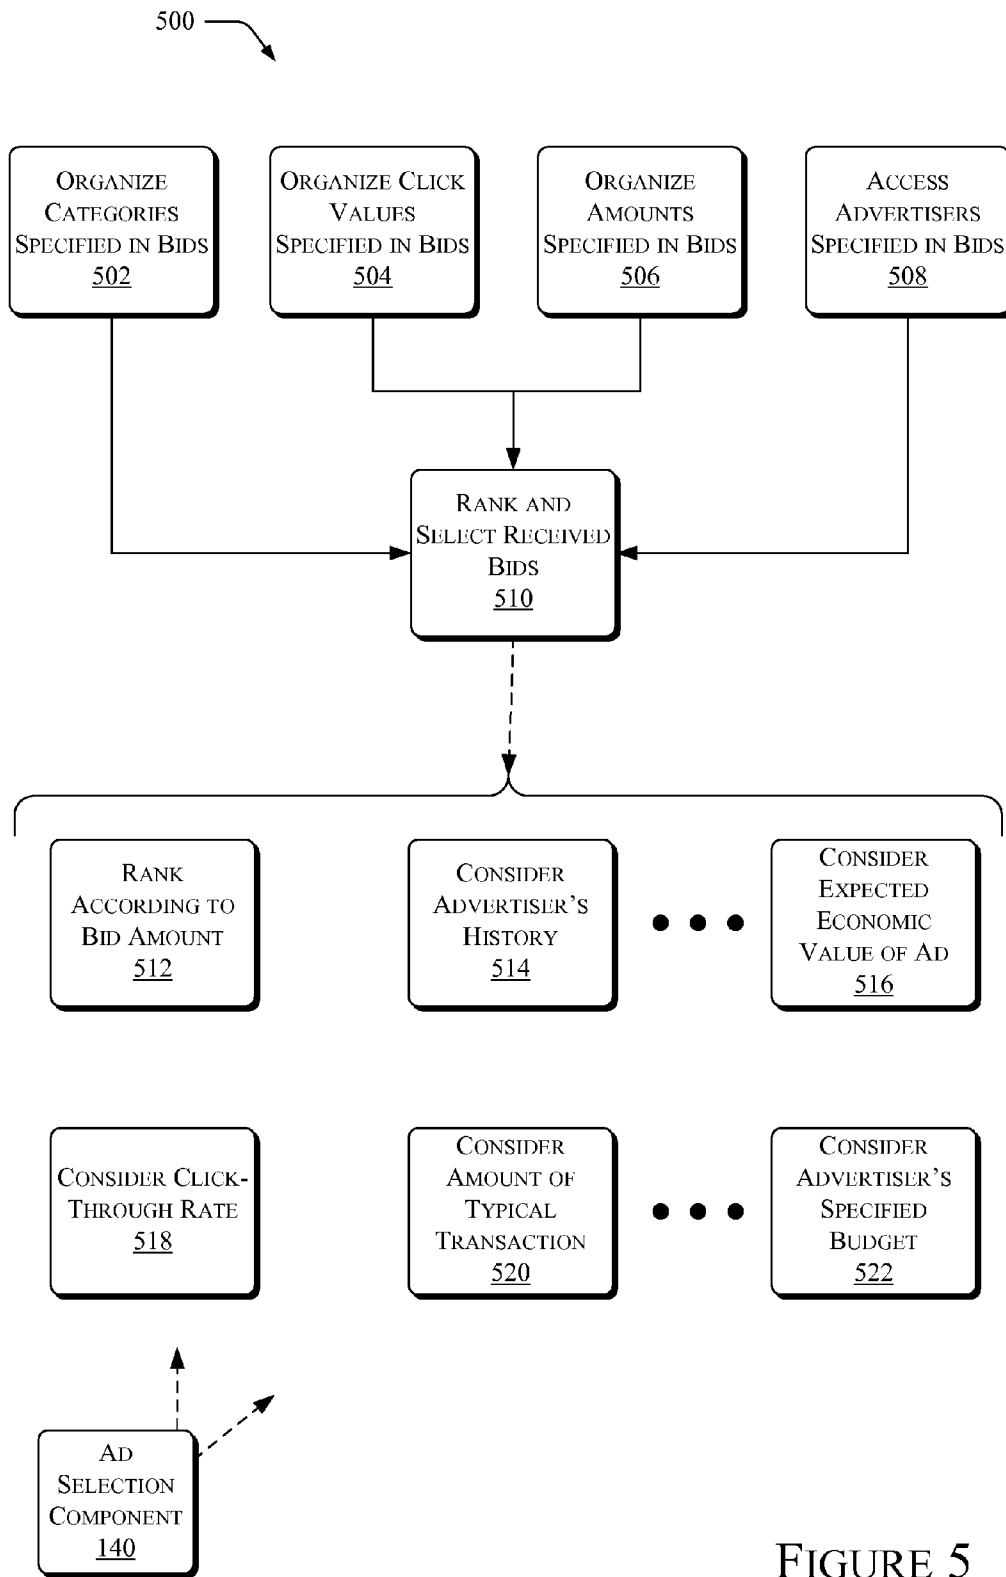 500
ORGANIZE
CATEGORIES
SPECIFIED IN BIDS
502
ORGANIZE CLICK
VALUES
SPECIFIED IN BIDS
504
ORGANIZE
AMOUNTS
SPECIFIED IN BIDS
506
ACCESS
ADVERTISERS
SPECIFIED IN BIDS
508
RANK AND
SELECT RECEIVED
BIDS
510
RANK
ACCORDING TO
BID AMOUNT
512
CONSIDER
ADVERTISER'S
HISTORY
514
CONSIDER
EXPECTED
ECONOMIC
VALUE OF AD
516
CONSIDER CLICK-
THROUGH RATE
518
CONSIDER
AMOUNT OF
TYPICAL
TRANSACTION
520
CONSIDER
ADVERTISER'S
SPECIFIED
BUDGET
522
AD
SELECTION
COMPONENT
140
FIGURE 5